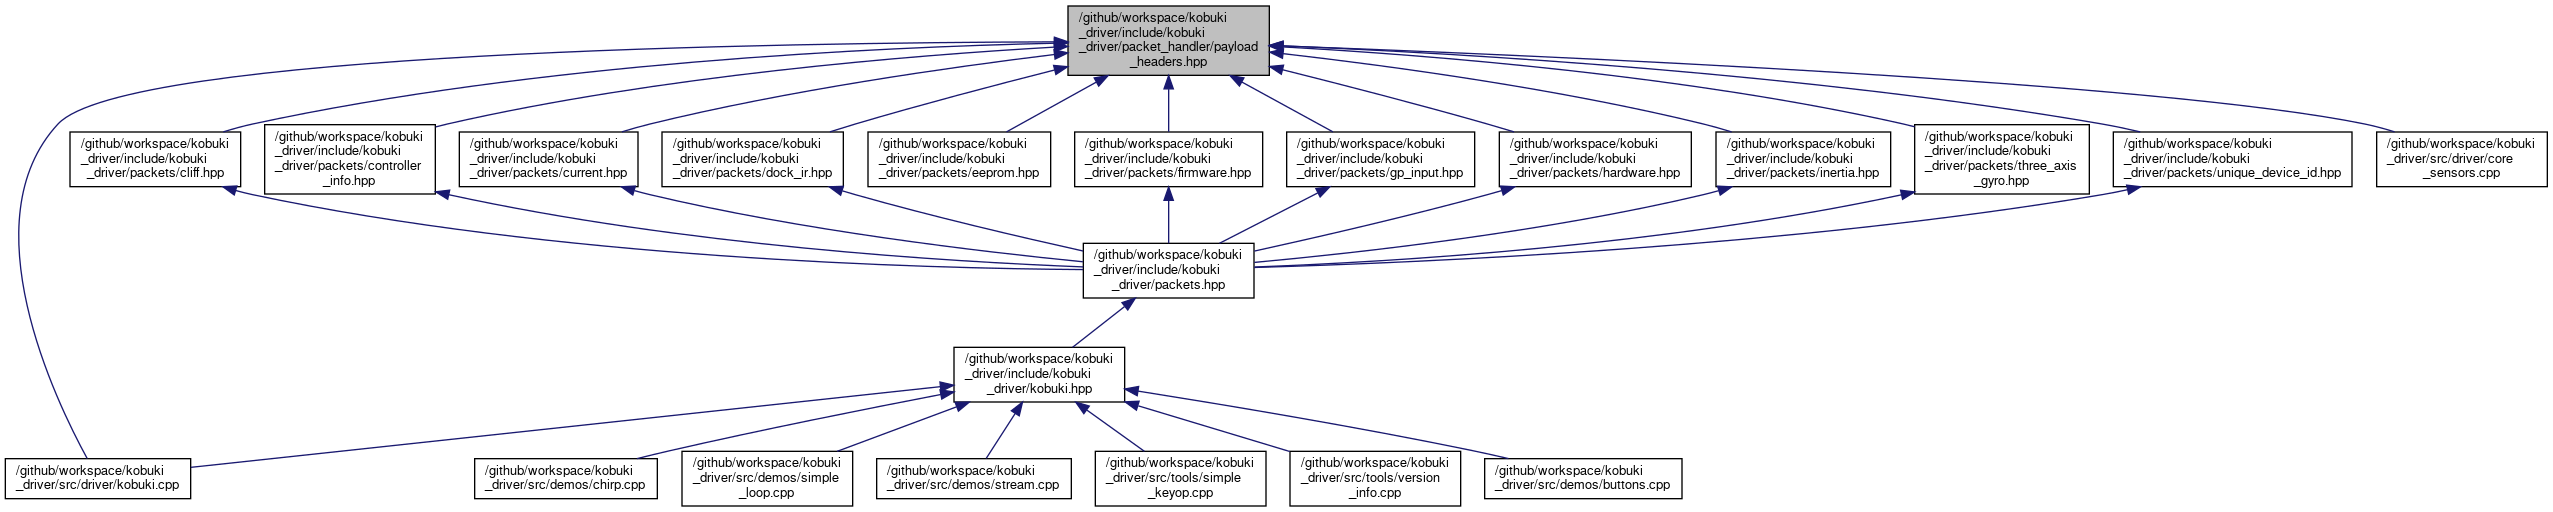 /github/workspace/kobuki
_driver/include/kobuki
_driver/packet_handler/payload
_headers.hpp
/github/workspace/kobuki
_driver/include/kobuki
_driver/packets/cliff.hpp
/github/workspace/kobuki
_driver/include/kobuki
_driver/packets/controller
_info.hpp
/github/workspace/kobuki
_driver/include/kobuki
_driver/packets/current.hpp
/github/workspace/kobuki
_driver/include/kobuki
_driver/packets/dock_ir.hpp
/github/workspace/kobuki
_driver/include/kobuki
_driver/packets/eeprom.hpp
/github/workspace/kobuki
_driver/include/kobuki
_driver/packets/firmware.hpp
/github/workspace/kobuki
_driver/include/kobuki
_driver/packets/gp_input.hpp
/github/workspace/kobuki
_driver/include/kobuki
_driver/packets/hardware.hpp
/github/workspace/kobuki
_driver/include/kobuki
_driver/packets/inertia.hpp
/github/workspace/kobuki
_driver/include/kobuki
_driver/packets/three_axis
_gyro.hpp
/github/workspace/kobuki
_driver/include/kobuki
_driver/packets/unique_device_id.hpp
/github/workspace/kobuki
_driver/src/driver/core
_sensors.cpp
/github/workspace/kobuki
_driver/include/kobuki
_driver/packets.hpp
/github/workspace/kobuki
_driver/include/kobuki
_driver/kobuki.hpp
/github/workspace/kobuki
_driver/src/driver/kobuki.cpp
/github/workspace/kobuki
_driver/src/demos/chirp.cpp
/github/workspace/kobuki
_driver/src/demos/simple
_loop.cpp
/github/workspace/kobuki
_driver/src/demos/stream.cpp
/github/workspace/kobuki
_driver/src/tools/simple
_keyop.cpp
/github/workspace/kobuki
_driver/src/tools/version
_info.cpp
/github/workspace/kobuki
_driver/src/demos/buttons.cpp